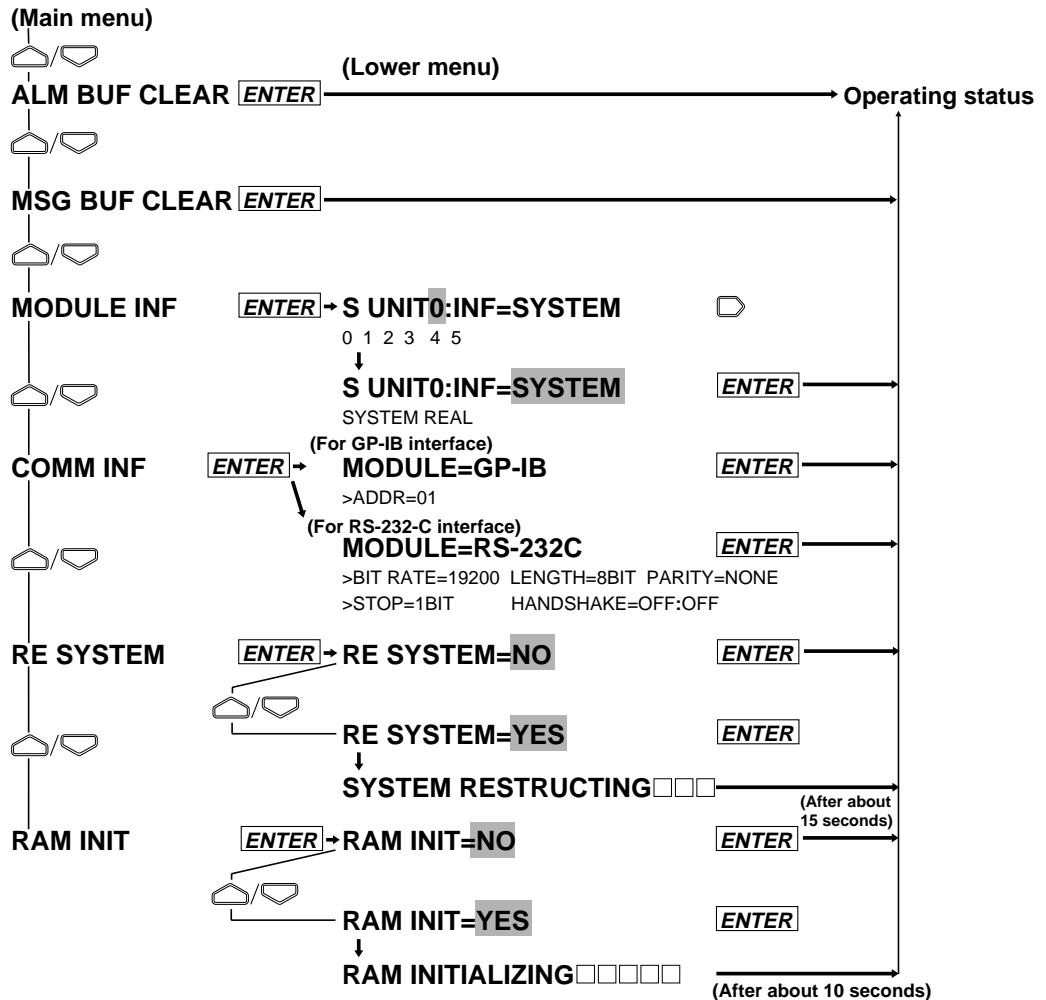 (Main menu)
(Lower menu)
ALM BUF CLEAR ENTER Operating status
MSG BUF CLEAR ENTER
MODULE INF ENTER S UNIT0:INF=SYSTEM
0 1 2 3 4 5
S UNIT0:INF=SYSTEM ENTER
SYSTEM REAL
(For GP-IB interface)
COMM INF ENTER MODULE=GP-IB ENTER
>ADDR=01
(For RS-232-C interface)
MODULE=RS-232C ENTER
>BIT RATE=19200 LENGTH=8BIT PARITY=NONE
>STOP=1BIT HANDSHAKE=OFF:OFF
RE SYSTEM ENTER RE SYSTEM=NO ENTER
RE SYSTEM=YES ENTER
SYSTEM RESTRUCTING□□□
(After about
15 seconds)
RAM INIT ENTER RAM INIT=NO ENTER
RAM INIT=YES ENTER
RAM INITIALIZING□□□□□
(After about 10 seconds)